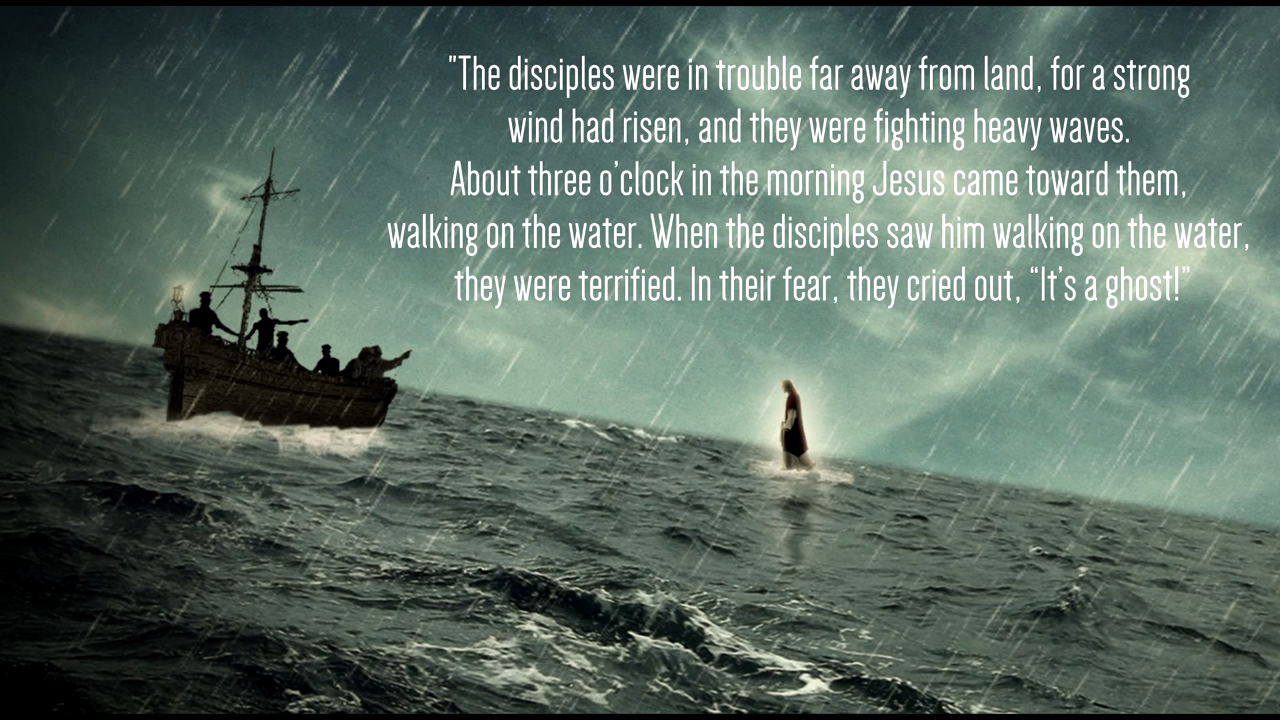 "The disciples were in trouble far away from land, for a strong
wind had risen, and they were fighting heavy waves.
About three o'clock in the morning Jesus came toward them,
walking on the water. When the disciples saw him walking on the water,
they were terrified. In their fear, they cried out, “It's a ghost!”